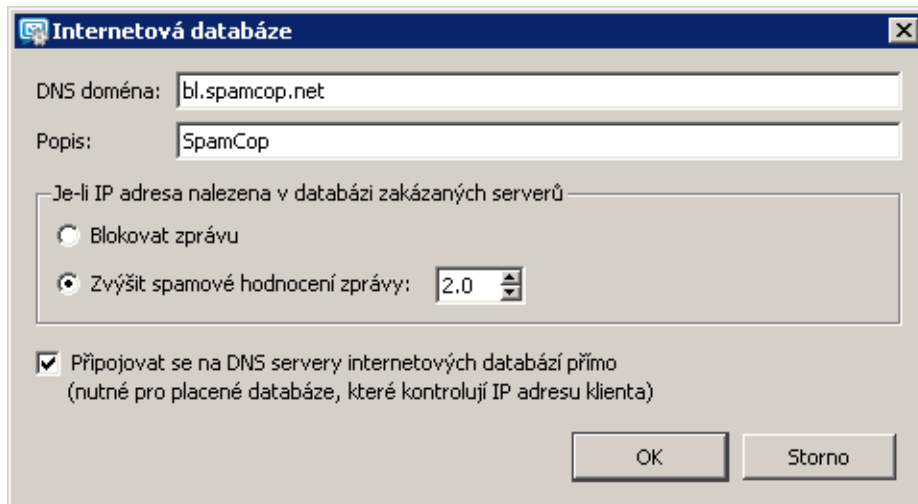 Internetová databáze
DNS doména: bl.spamcop.net
Popis: SpamCop
Je-li IP adresa nalezena v databázi zakázaných serverů
Blokovat zprávu
Zvýšit spamové hodnocení zprávy: 2.0
Připojovat se na DNS servery internetových databází přímo
(nutné pro placené databáze, které kontrolují IP adresu klienta)
OK Storno